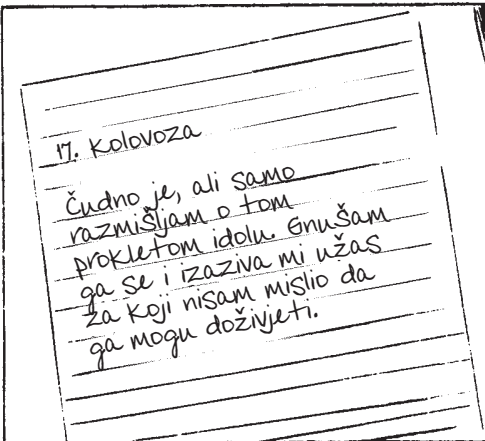 17. Kolovoza
Čudno je, ali samo
razmišljam o tom
prokletom idolu. Gnušam
ga se i izaziva mi užas
za koji nisam mislio da
ga mogu doživjeti.